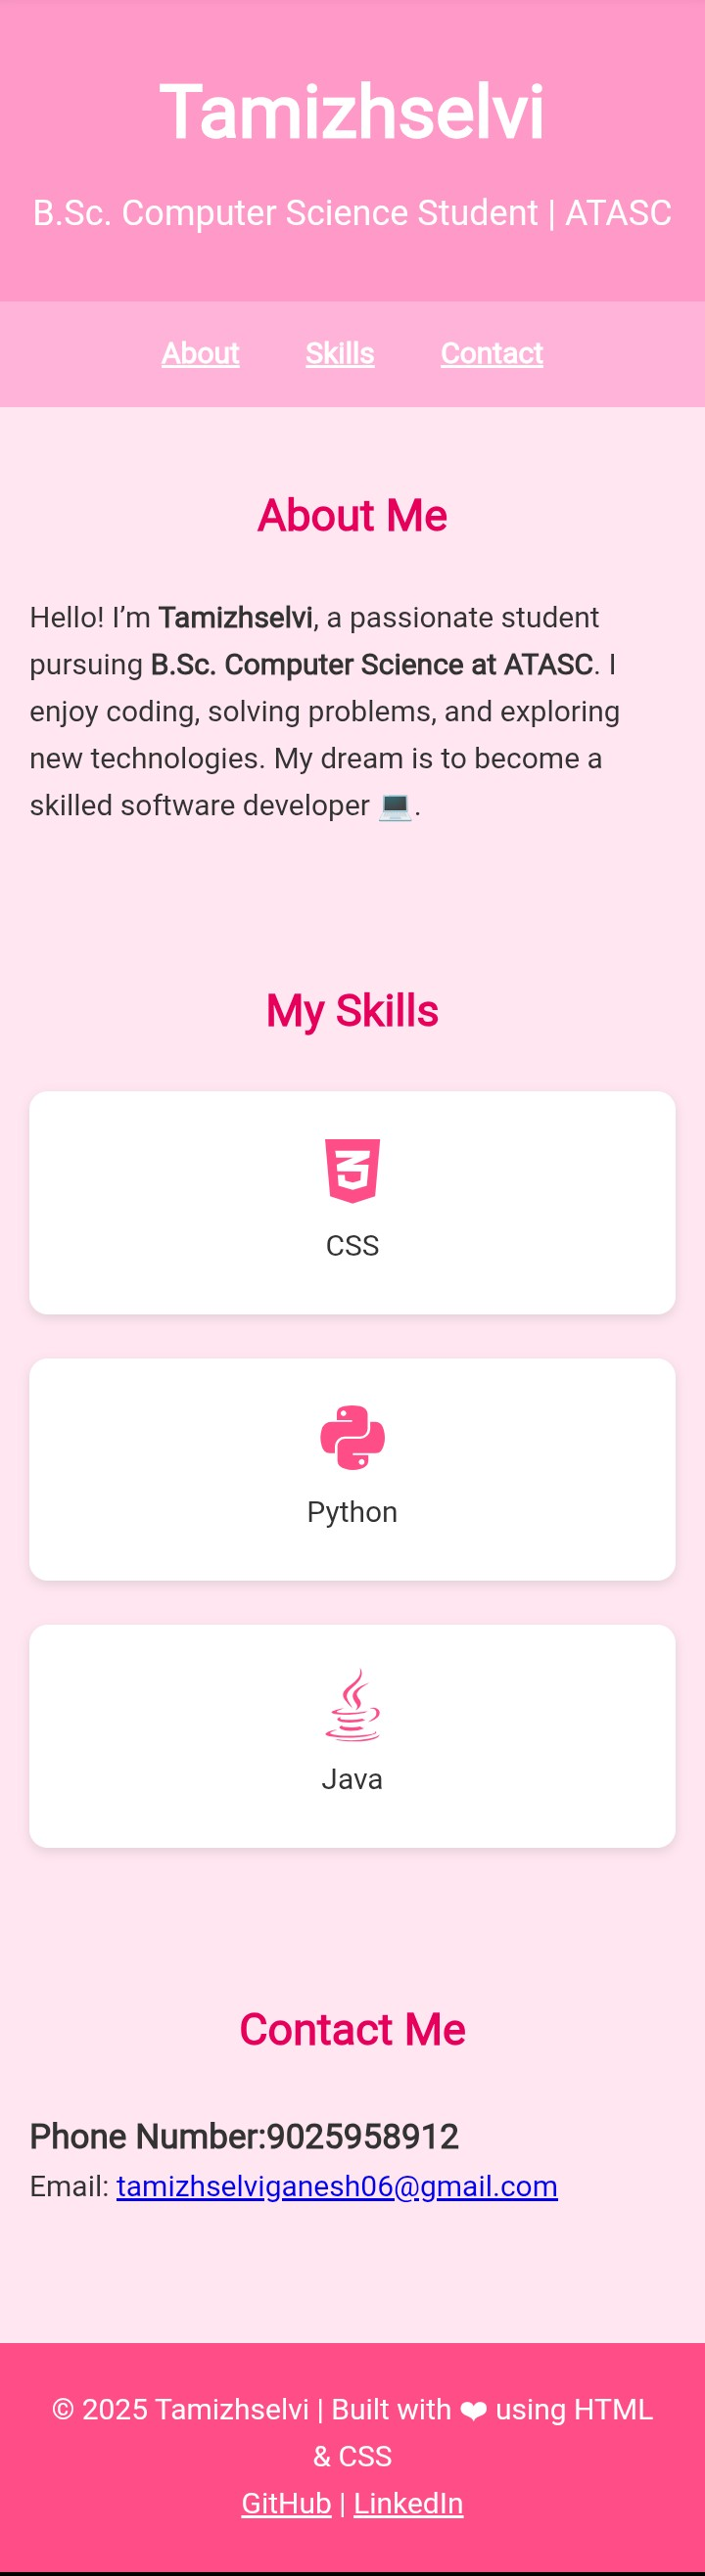 Tamizhselvi
B.Sc. Computer Science Student | ATASC
About Skills Contact
About Me
Hello! I’m Tamizhselvi, a passionate student
pursuing B.Sc. Computer Science at ATASC. I
enjoy coding, solving problems, and exploring
new technologies. My dream is to become a
skilled software developer 💻.
My Skills
CSS
Python
Java
Contact Me
Phone Number:9025958912
Email: tamizhselviganesh06@gmail.com
© 2025 Tamizhselvi | Built with ❤ using HTML
& CSS
GitHub | LinkedIn